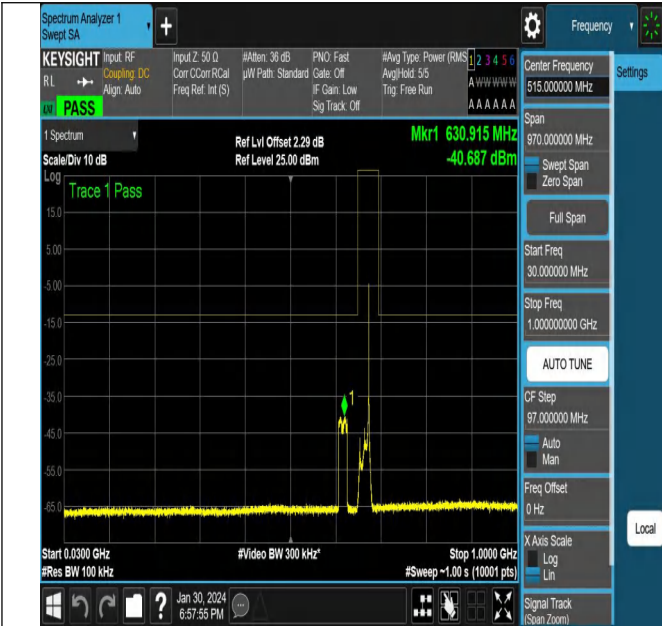 Spectrum Analyzer 1
Swept SA
Frequency
KEYSIGHT
RL
Input: RF
Coupling: DC
Align: Auto
Input Z: 50 Ω
Corr CCorr RCal
Freq Ref: Int (S)
#Atten: 36 dB
µW Path: Standard
PNO: Fast
Gate: Off
IF Gain: Low
Sig Track: Off
#Avg Type: Power (RMS
Avg|Hold: 5/5
Trig: Free Run
1 2 3 4 5 6
A W W W W W
A A A A A A
LXI PASS
1 Spectrum
Scale/Div 10 dB
Ref Lvl Offset 2.29 dB
Ref Level 25.00 dBm
Mkr1 630.915 MHz
-40.687 dBm
Log
Trace 1 Pass
15.0
5.00
-5.00
-15.0
-25.0
-35.0
-45.0
-55.0
-65.0
1
Start 0.0300 GHz
#Res BW 100 kHz
#Video BW 300 kHz*
Stop 1.0000 GHz
#Sweep ~1.00 s (10001 pts)
Jan 30, 2024
6:57:55 PM
Center Frequency
515.000000 MHz
Settings
Span
970.000000 MHz
Swept Span
Zero Span
Full Span
Start Freq
30.000000 MHz
Stop Freq
1.000000000 GHz
AUTO TUNE
CF Step
97.000000 MHz
Auto
Man
Freq Offset
0 Hz
Local
X Axis Scale
Log
Lin
Signal Track
(Span Zoom)